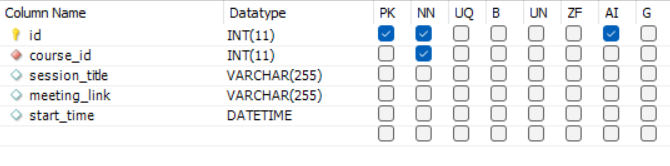 Column Name Datatype PK NN UQ B UN ZF AI G
id INT(11)
course_id INT(11)
session_title VARCHAR(255)
meeting_link VARCHAR(255)
start_time DATETIME